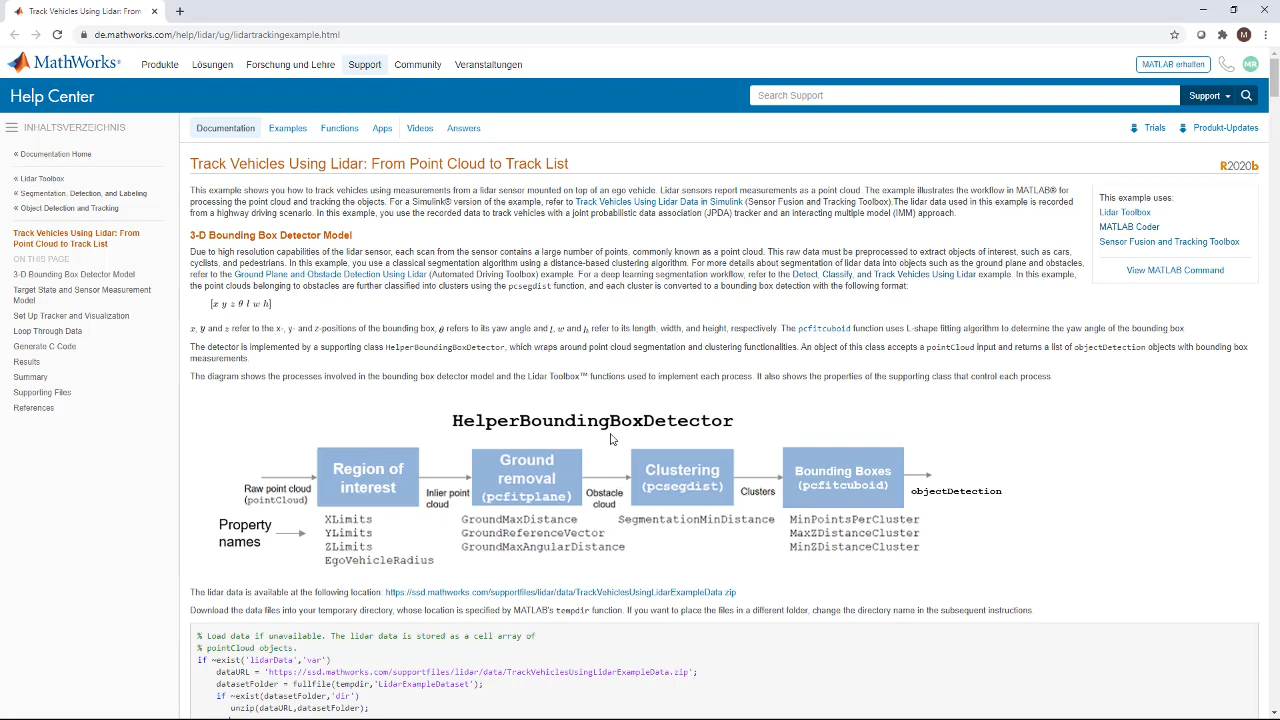 Track Vehicles Using Lidar: From
de.mathworks.com/help/lidar/ug/lidartrackingexample.html
M
MathWorks®
Produkte
Lösungen
Forschung und Lehre
Support
Community
Veranstaltungen
MATLAB erhalten
MR
Help Center
Search Support
Support
INHALTSVERZEICHNIS
Documentation
Examples
Functions
Apps
Videos
Answers
Trials
Produkt-Updates
« Documentation Home
« Lidar Toolbox
« Segmentation, Detection, and Labeling
« Object Detection and Tracking
Track Vehicles Using Lidar: From
Point Cloud to Track List
ON THIS PAGE
3-D Bounding Box Detector Model
Target State and Sensor Measurement
Model
Set Up Tracker and Visualization
Loop Through Data
Generate C Code
Results
Summary
Supporting Files
References
Track Vehicles Using Lidar: From Point Cloud to Track List
R2020b
This example shows you how to track vehicles using measurements from a lidar sensor mounted on top of an ego vehicle. Lidar sensors report measurements as a point cloud. The example illustrates the workflow in MATLAB® for
processing the point cloud and tracking the objects. For a Simulink® version of the example, refer to Track Vehicles Using Lidar Data in Simulink (Sensor Fusion and Tracking Toolbox).The lidar data used in this example is recorded
from a highway driving scenario. In this example, you use the recorded data to track vehicles with a joint probabilistic data association (JPDA) tracker and an interacting multiple model (IMM) approach.
This example uses:
Lidar Toolbox
MATLAB Coder
Sensor Fusion and Tracking Toolbox
View MATLAB Command
3-D Bounding Box Detector Model
Due to high resolution capabilities of the lidar sensor, each scan from the sensor contains a large number of points, commonly known as a point cloud. This raw data must be preprocessed to extract objects of interest, such as cars,
cyclists, and pedestrians. In this example, you use a classical segmentation algorithm using a distance-based clustering algorithm. For more details about segmentation of lidar data into objects such as the ground plane and obstacles,
refer to the Ground Plane and Obstacle Detection Using Lidar (Automated Driving Toolbox) example. For a deep learning segmentation workflow, refer to the Detect, Classify, and Track Vehicles Using Lidar example. In this example,
the point clouds belonging to obstacles are further classified into clusters using the pcsegdist function, and each cluster is converted to a bounding box detection with the following format:
[x y z θ l w h]
x, y and z refer to the x-, y- and z-positions of the bounding box, θ refers to its yaw angle and l, w and h refer to its length, width, and height, respectively. The pcfitcuboid function uses L-shape fitting algorithm to determine the yaw angle of the bounding box.
The detector is implemented by a supporting class HelperBoundingBoxDetector, which wraps around point cloud segmentation and clustering functionalities. An object of this class accepts a pointCloud input and returns a list of objectDetection objects with bounding box
measurements.
The diagram shows the processes involved in the bounding box detector model and the Lidar Toolbox™ functions used to implement each process. It also shows the properties of the supporting class that control each process.
HelperBoundingBoxDetector
Raw point cloud
(pointCloud)
Region of
interest
Inlier point
cloud
Ground
removal
(pcfitplane)
Obstacle
cloud
Clustering
(pcsegdist)
Clusters
Bounding Boxes
(pcfitcuboid)
objectDetection
Property
names
XLimits
YLimits
ZLimits
EgoVehicleRadius
GroundMaxDistance
GroundReferenceVector
GroundMaxAngularDistance
SegmentationMinDistance
MinPointsPerCluster
MaxZDistanceCluster
MinZDistanceCluster
The lidar data is available at the following location: https://ssd.mathworks.com/supportfiles/lidar/data/TrackVehiclesUsingLidarExampleData.zip
Download the data files into your temporary directory, whose location is specified by MATLAB's tempdir function. If you want to place the files in a different folder, change the directory name in the subsequent instructions.
% Load data if unavailable. The lidar data is stored as a cell array of
% pointCloud objects.
if ~exist('lidarData','var')
dataURL = 'https://ssd.mathworks.com/supportfiles/lidar/data/TrackVehiclesUsingLidarExampleData.zip';
datasetFolder = fullfile(tempdir,'LidarExampleDataset');
if ~exist(datasetFolder,'dir')
unzip(dataURL,datasetFolder);